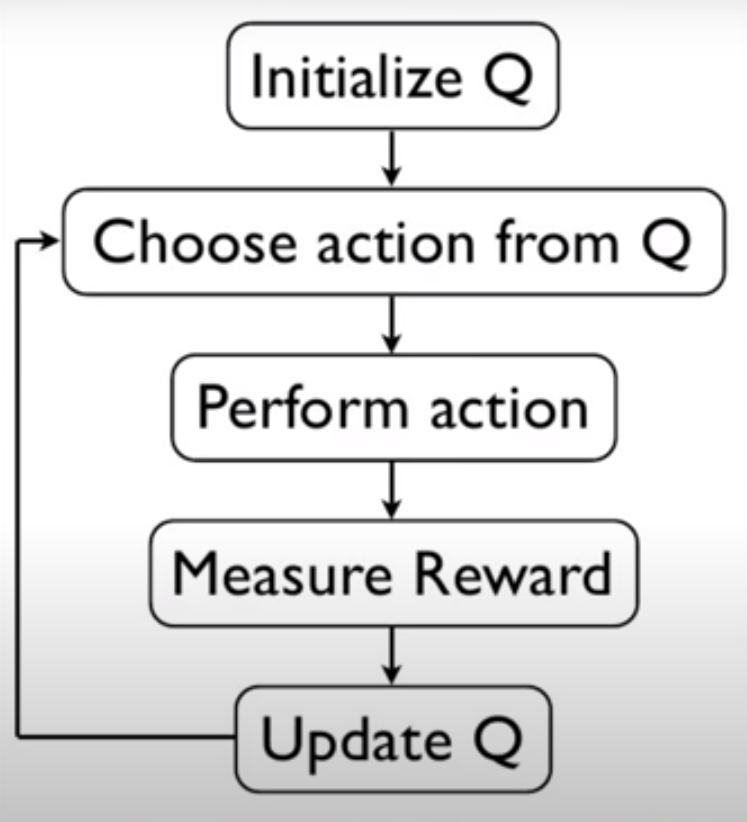 Initialize Q
Choose action from Q
Perform action
Measure Reward
Update Q